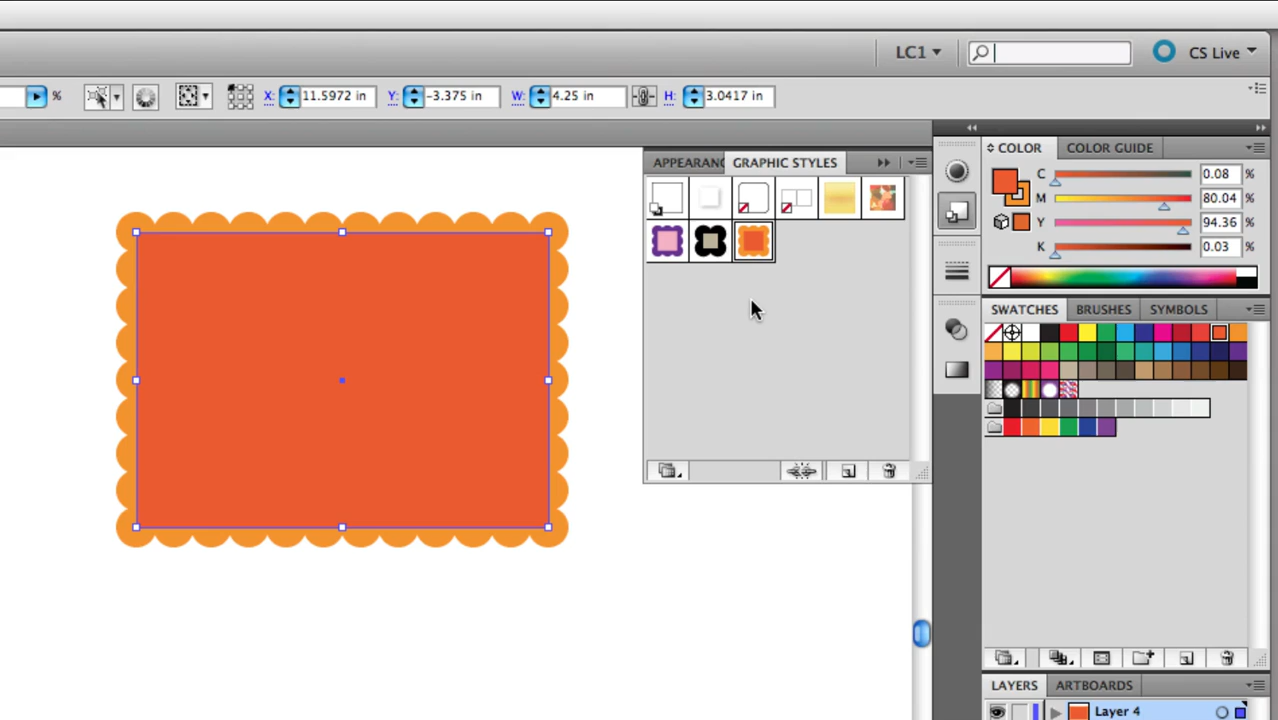 LC1 CS Live
% X: 11.5972 in Y: -3.375 in W: 4.25 in H: 3.0417 in
APPEARANC GRAPHIC STYLES
COLOR COLOR GUIDE
C 0.08 %
M 80.04 %
Y 94.36 %
K 0.03 %
SWATCHES BRUSHES SYMBOLS
LAYERS ARTBOARDS
Layer 4